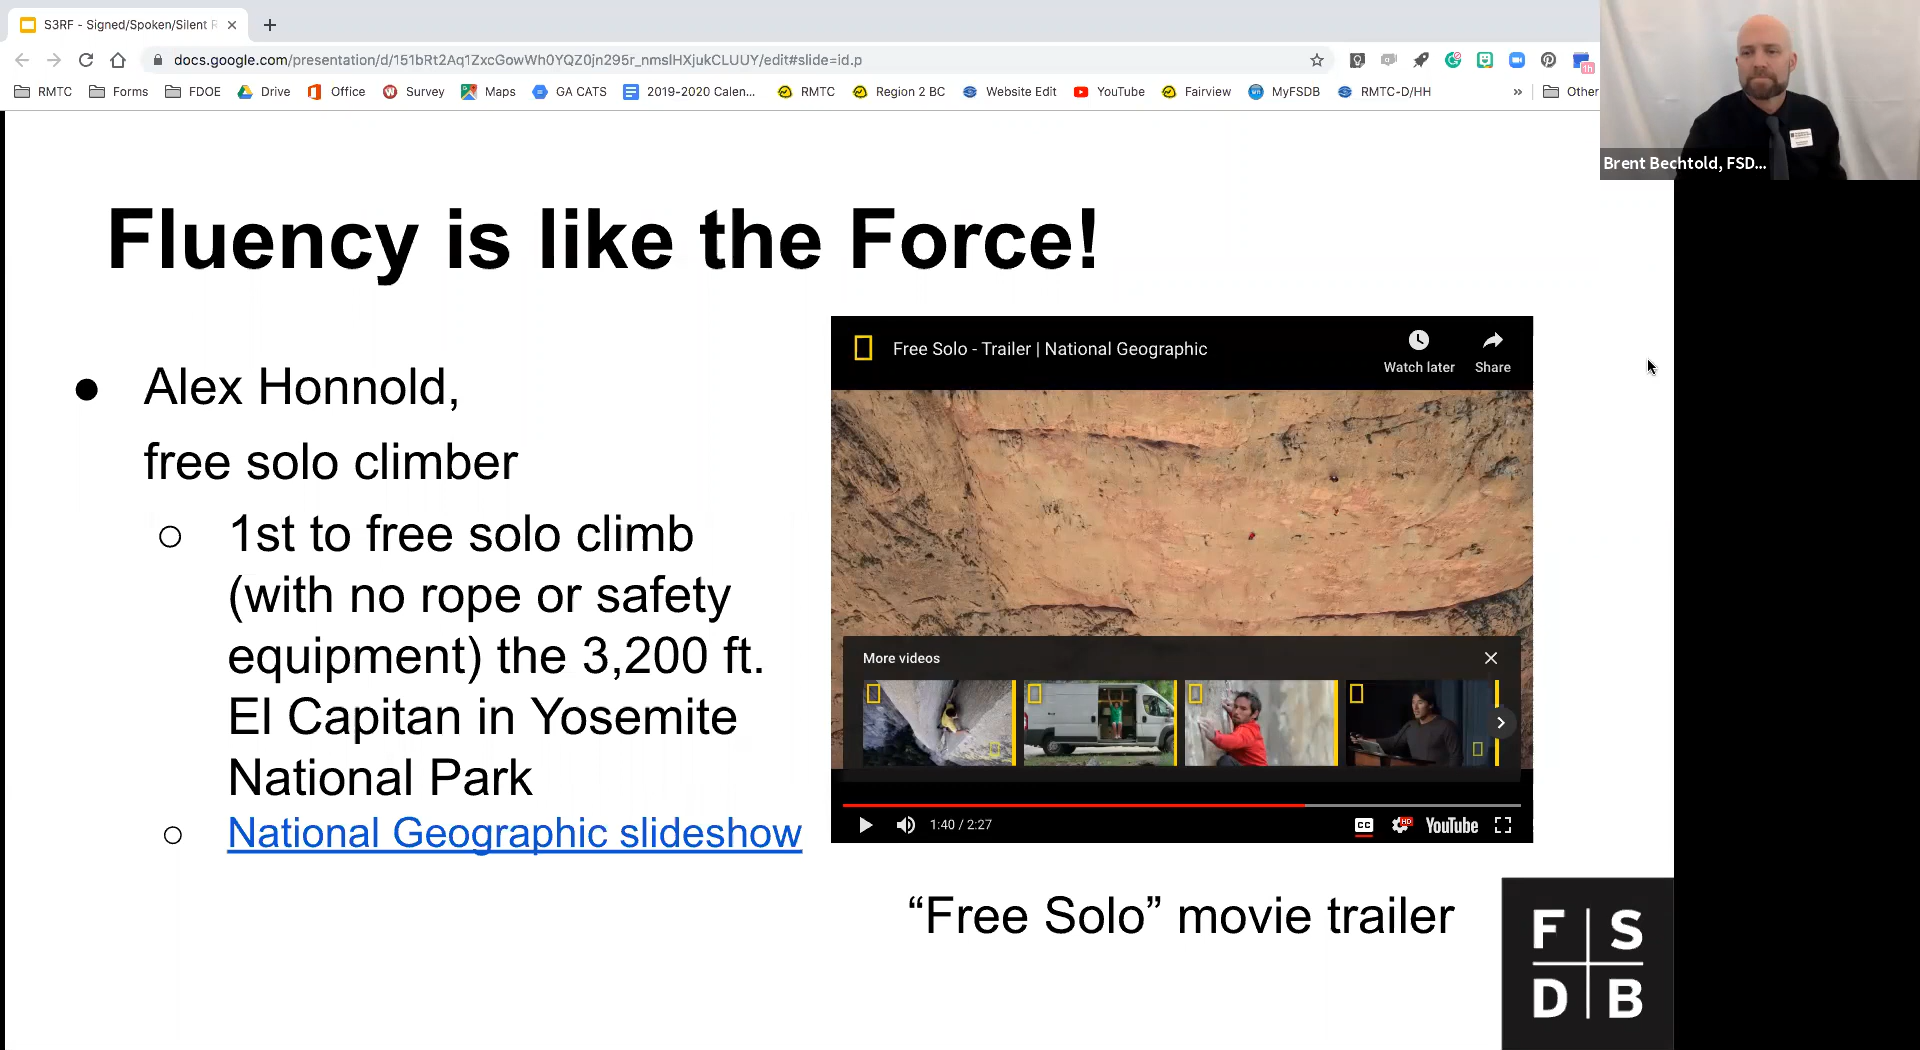 S3RF - Signed/Spoken/Silent R
docs.google.com/presentation/d/151bRt2Aq1ZxcGowWh0YQZ0jn295r_nmslHXjukCLUUY/edit#slide=id.p
1h
RMTC Forms FDOE Drive Office Survey Maps GA CATS 2019-2020 Calen... RMTC Region 2 BC Website Edit YouTube Fairview MyFSDB RMTC-D/HH » Other
Brent Bechtold, FSD...
Fluency is like the Force!
● Alex Honnold,
free solo climber
○ 1st to free solo climb
(with no rope or safety
equipment) the 3,200 ft.
El Capitan in Yosemite
National Park
○ National Geographic slideshow
Free Solo - Trailer | National Geographic
Watch later Share
More videos
1:40 / 2:27
CC HD YouTube
“Free Solo” movie trailer
F S
D B